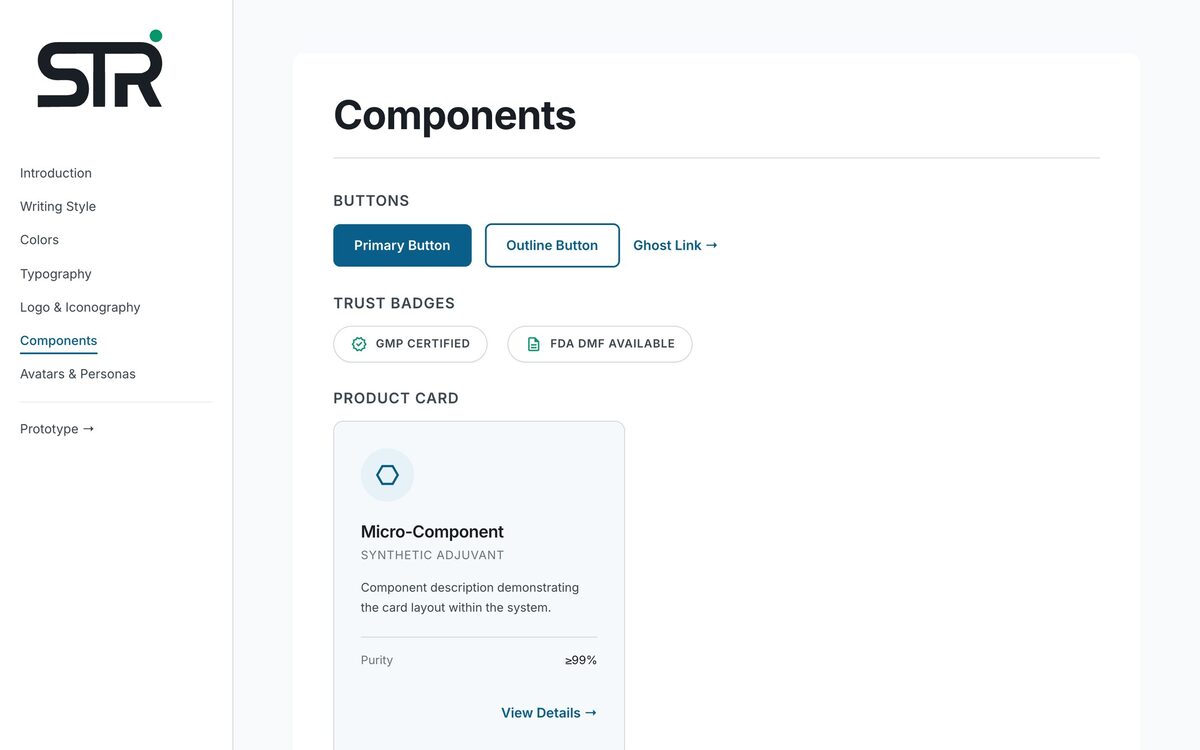 STR
Introduction
Writing Style
Colors
Typography
Logo & Iconography
Components
Avatars & Personas
Prototype →
Components
BUTTONS
Primary Button
Outline Button
Ghost Link →
TRUST BADGES
GMP CERTIFIED
FDA DMF AVAILABLE
PRODUCT CARD
Micro-Component
SYNTHETIC ADJUVANT
Component description demonstrating
the card layout within the system.
Purity ≥99%
View Details →